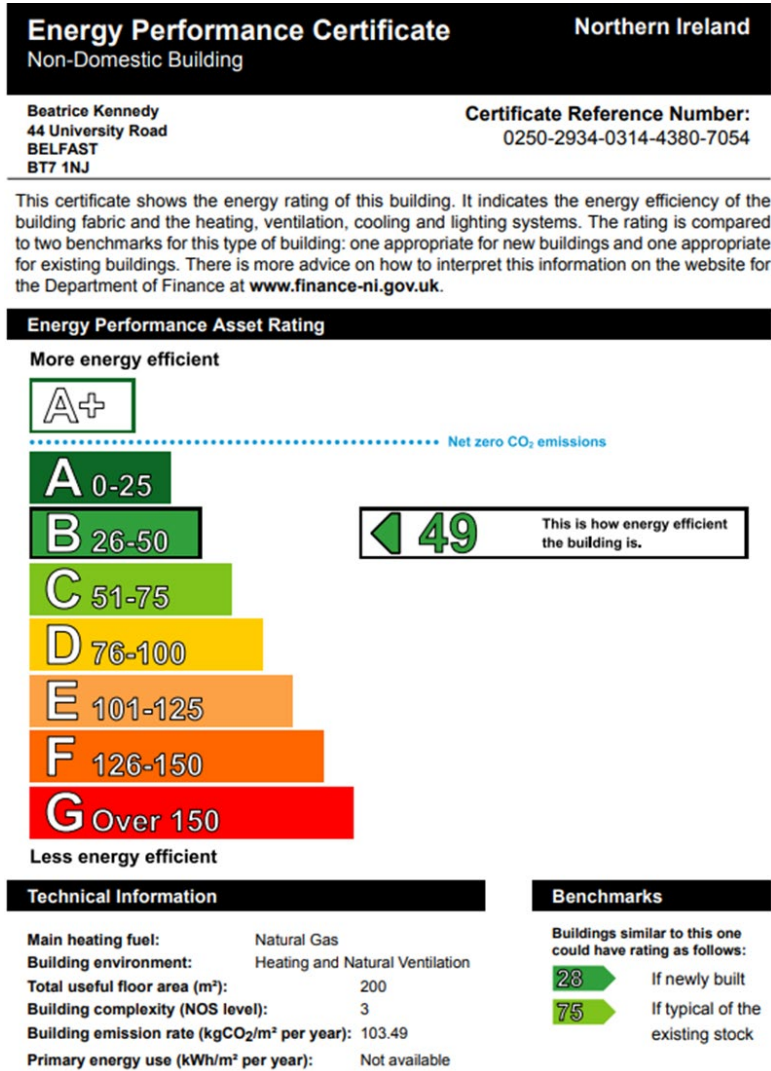 Energy Performance Certificate
Northern Ireland
Non-Domestic Building
Beatrice Kennedy
44 University Road
BELFAST
BT7 1NJ
Certificate Reference Number:
0250-2934-0314-4380-7054
This certificate shows the energy rating of this building. It indicates the energy efficiency of the
building fabric and the heating, ventilation, cooling and lighting systems. The rating is compared
to two benchmarks for this type of building: one appropriate for new buildings and one appropriate
for existing buildings. There is more advice on how to interpret this information on the website for
the Department of Finance at www.finance-ni.gov.uk.
Energy Performance Asset Rating
More energy efficient
A+
Net zero CO₂ emissions
A 0-25
B 26-50
49
This is how energy efficient
the building is.
C 51-75
D 76-100
E 101-125
F 126-150
G Over 150
Less energy efficient
Technical Information
Main heating fuel: Natural Gas
Building environment: Heating and Natural Ventilation
Total useful floor area (m²): 200
Building complexity (NOS level): 3
Building emission rate (kgCO₂/m² per year): 103.49
Primary energy use (kWh/m² per year): Not available
Benchmarks
Buildings similar to this one
could have rating as follows:
28 If newly built
75 If typical of the
existing stock